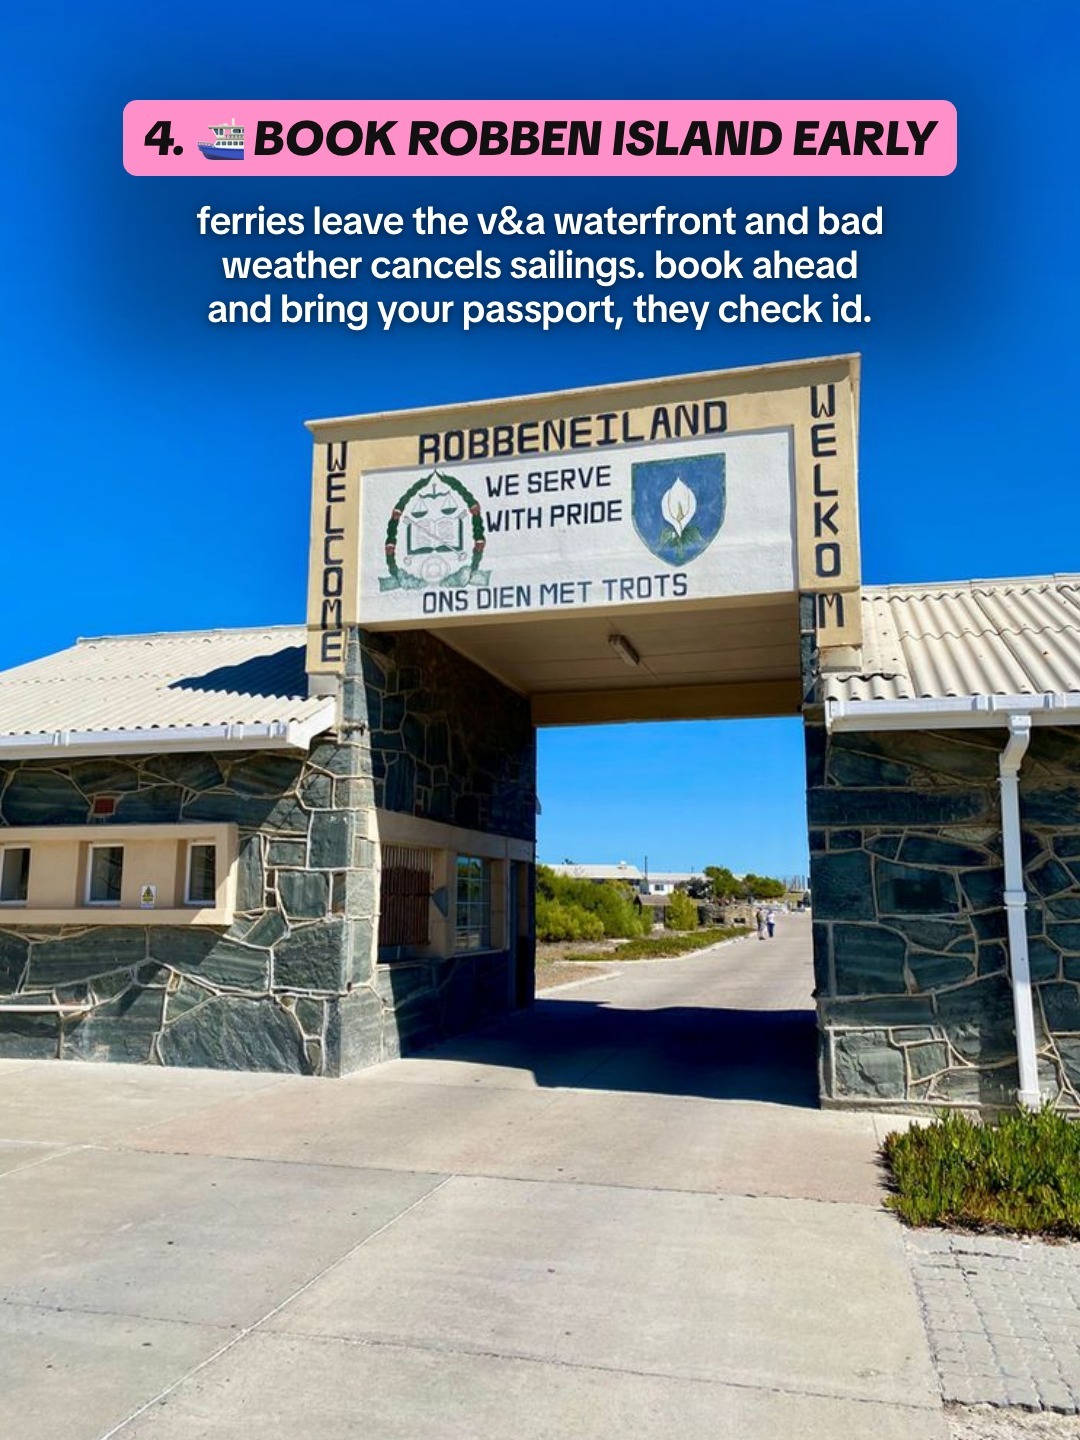 4. 🛳️ BOOK ROBBEN ISLAND EARLY
ferries leave the v&a waterfront and bad
weather cancels sailings. book ahead
and bring your passport, they check id.
WELCOME
ROBBENEILAND
WE SERVE
WITH PRIDE
ONS DIEN MET TROTS
WELKOM